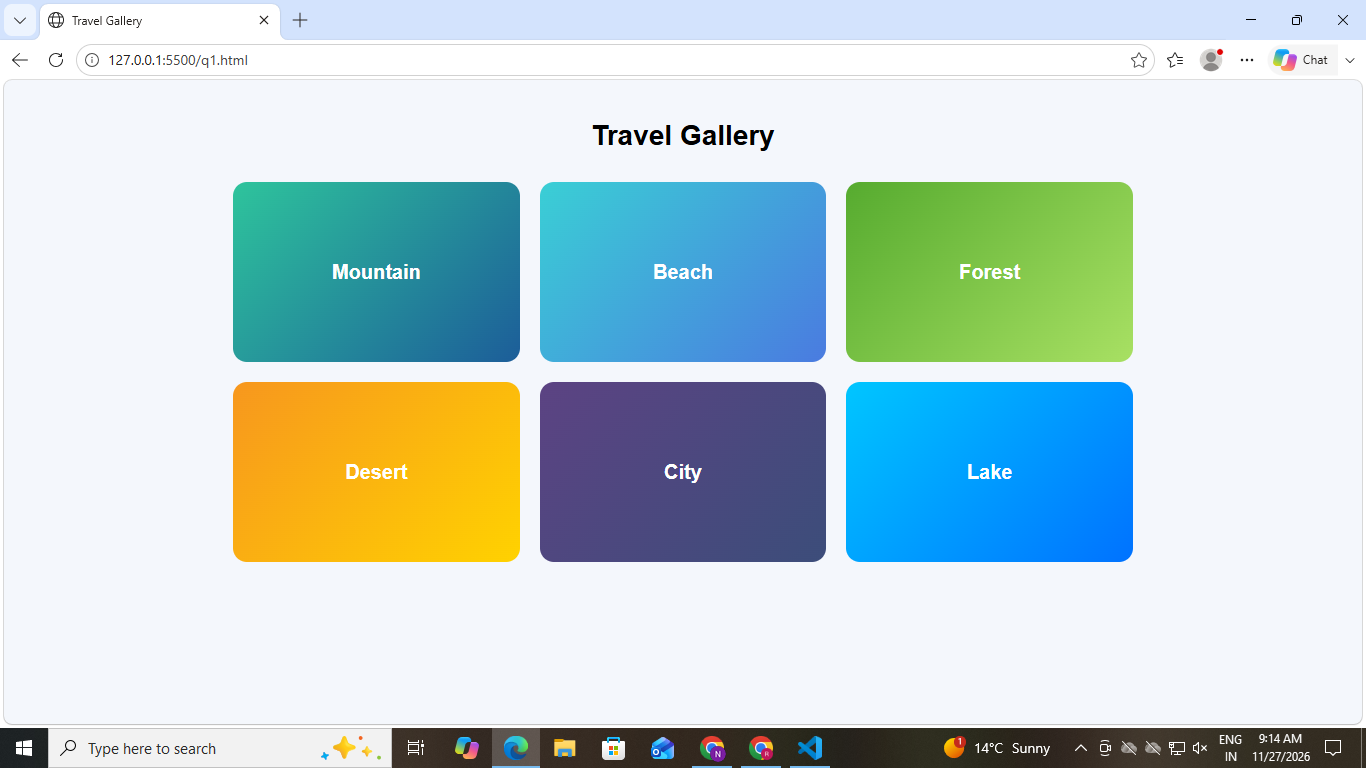 Travel Gallery
127.0.0.1:5500/q1.html
Chat
Travel Gallery
Mountain
Beach
Forest
Desert
City
Lake
Type here to search
N
R
1
14°C Sunny
ENG
IN
9:14 AM
11/27/2026